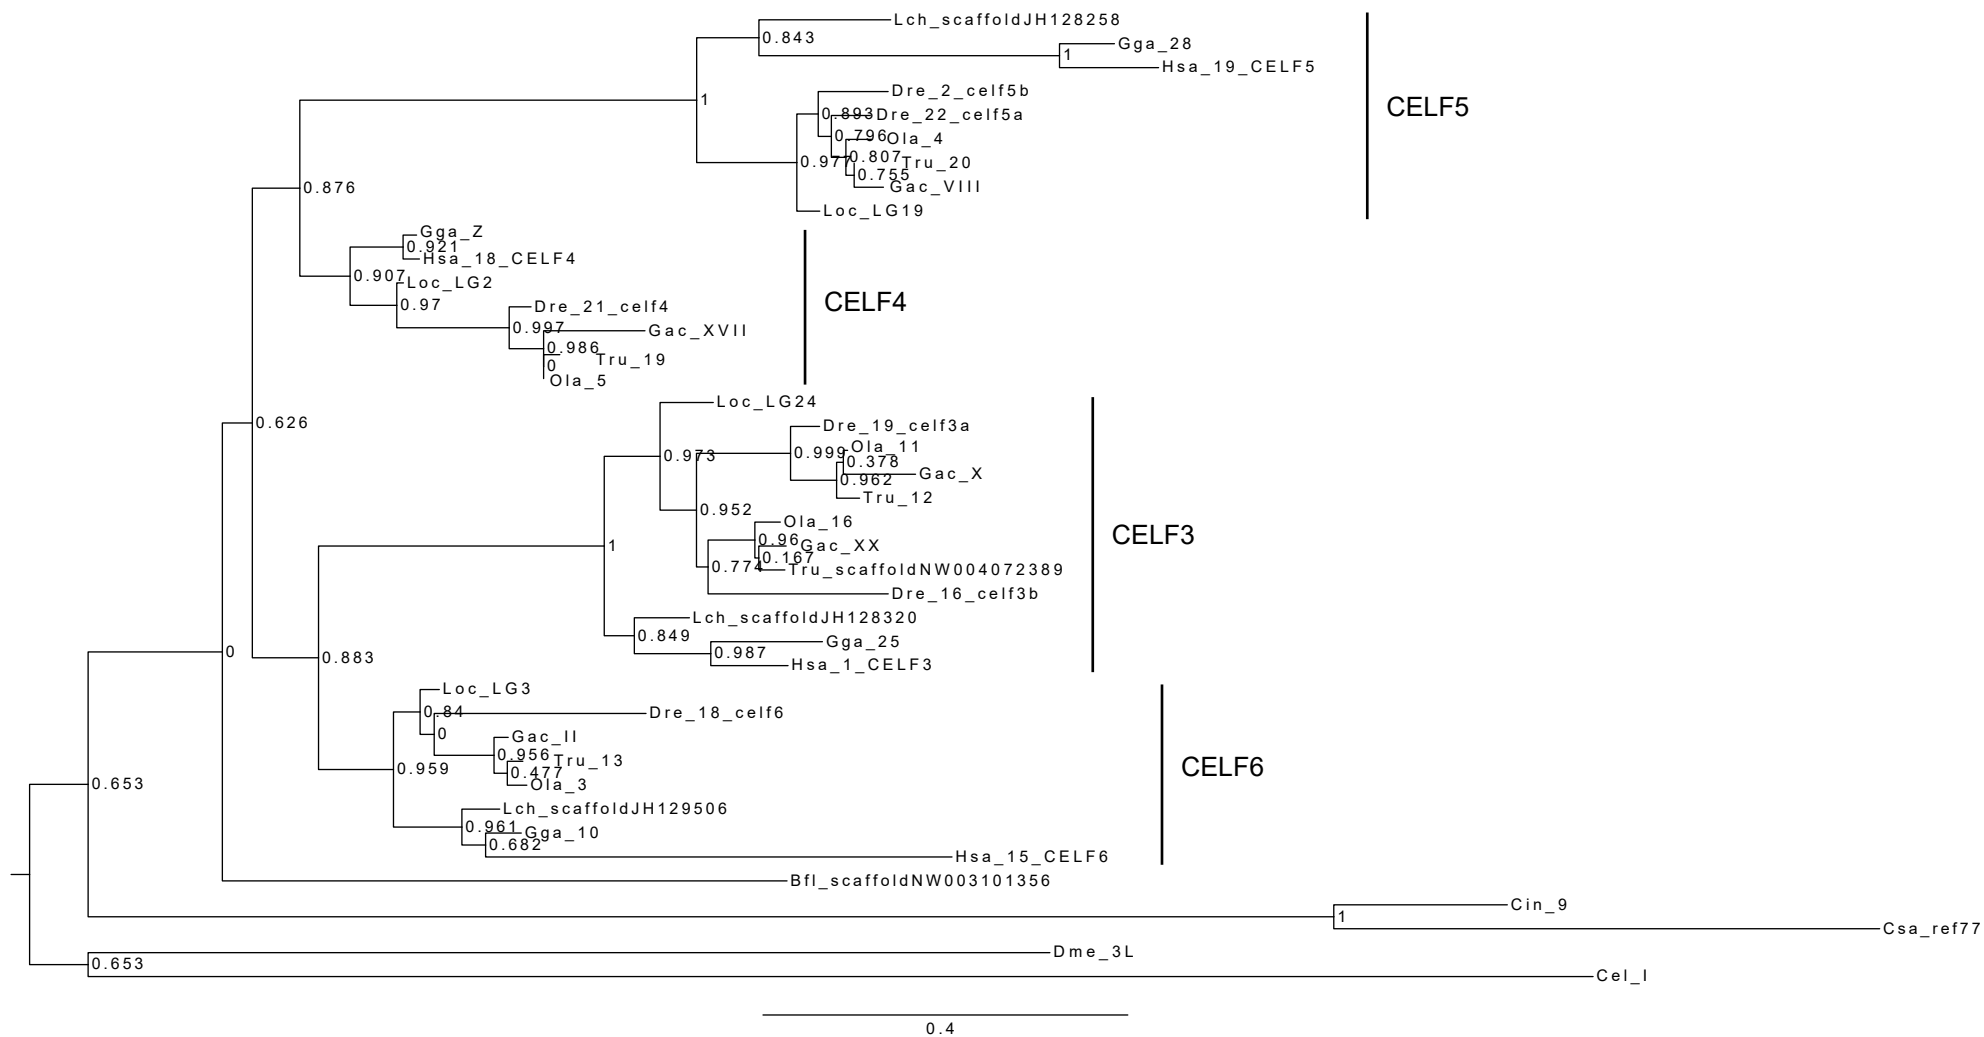 Lch_scaffoldJH128258
0.843
Gga_28
1
Hsa_19_CELF5
Dre_2_celf5b
1
CELF5
0.893
Dre_22_celf5a
0.796
Ola_4
0.977
0.807
Tru_20
0.755
Gac_VIII
0.876
Loc_LG19
Gga_Z
0.921
Hsa_18_CELF4
0.907
Loc_LG2
0.97
CELF4
Dre_21_celf4
0.997
Gac_XVII
0.986
Tru_19
0
Ola_5
Loc_LG24
0.626
Dre_19_celf3a
0.973
0.999
Ola_11
0.378
Gac_X
0.962
Tru_12
0.952
Ola_16
CELF3
0.96
Gac_XX
1
0.167
0.774
Tru_scaffoldNW004072389
Dre_16_celf3b
Lch_scaffoldJH128320
0.849
Gga_25
0
0.987
0.883
Hsa_1_CELF3
Loc_LG3
0.84
Dre_18_celf6
0
Gac_II
0.956
Tru_13
0.959
0.477
CELF6
0.653
Ola_3
Lch_scaffoldJH129506
0.961
Gga_10
0.682
Hsa_15_CELF6
Bfl_scaffoldNW003101356
Cin_9
1
Csa_ref77
Dme_3L
0.653
Cel_I
0.4